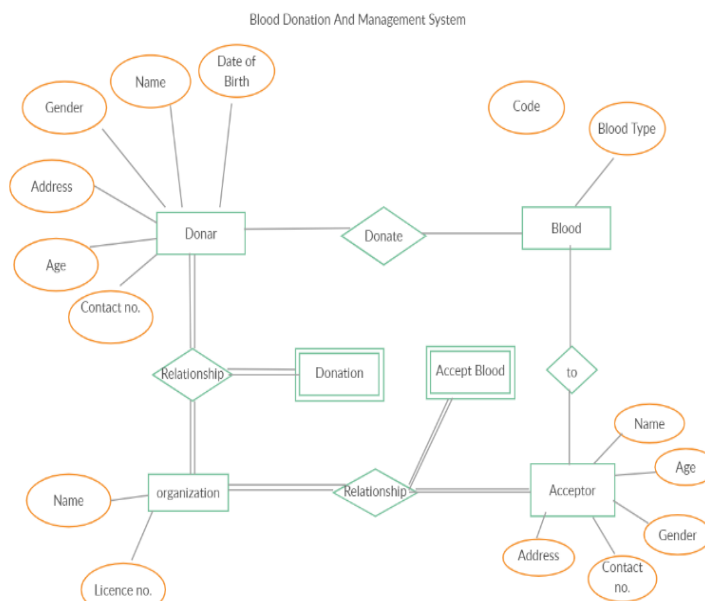 Blood Donation And Management System
Date of
Birth
Name
Gender
Code
Blood Type
Address
Donar
Donate
Blood
Age
Contact no.
Relationship
Donation
Accept Blood
to
Name
Age
Name
organization
Relationship
Acceptor
Gender
Address
Contact
no.
Licence no.